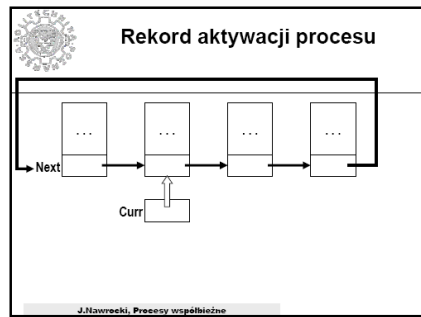 Rekord aktywacji procesu
... ... ... ...
Next
Curr
J.Nawrocki, Procesy współbieżne